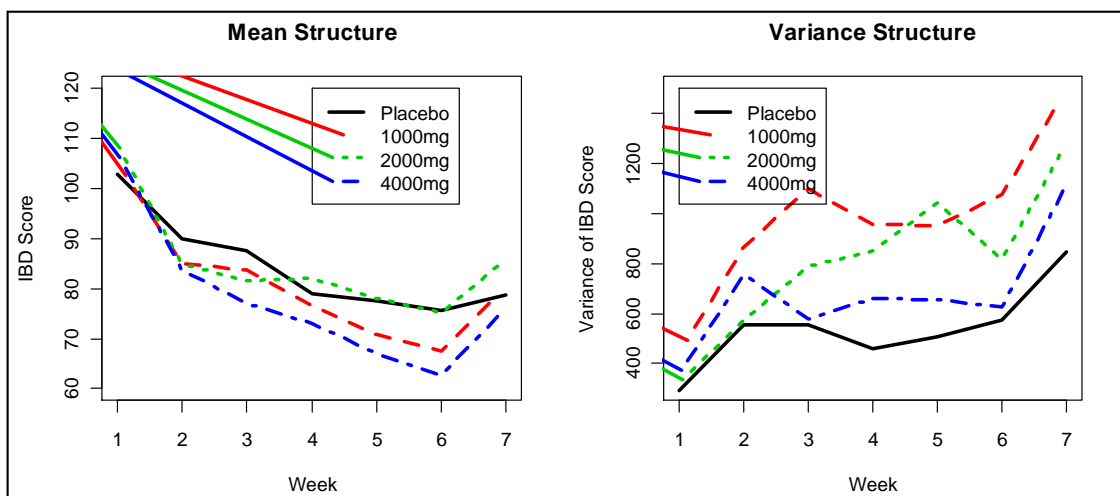 Mean Structure
IBD Score
120
110
100
90
80
70
60
Placebo
1000mg
2000mg
4000mg
1 2 3 4 5 6 7
Week
Variance Structure
Variance of IBD Score
1200
800
600
400
Placebo
1000mg
2000mg
4000mg
1 2 3 4 5 6 7
Week